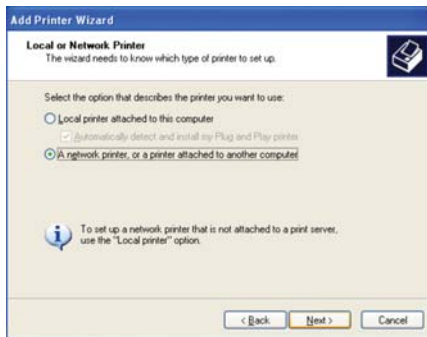 Add Printer Wizard
Local or Network Printer
The wizard needs to know which type of printer to set up.
Select the option that describes the printer you want to use:
Local printer attached to this computer
Automatically detect and install my Plug and Play printer
A network printer, or a printer attached to another computer
To set up a network printer that is not attached to a print server,
use the "Local printer" option.
< Back
Next >
Cancel